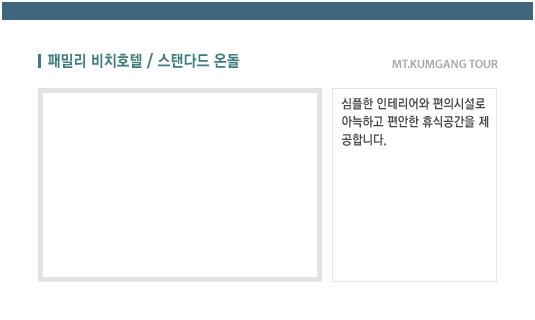 패밀리 비치호텔 / 스탠다드 온돌
MT.KUMGANG TOUR
심플한 인테리어와 편의시설로
아늑하고 편안한 휴식공간을 제
공합니다.